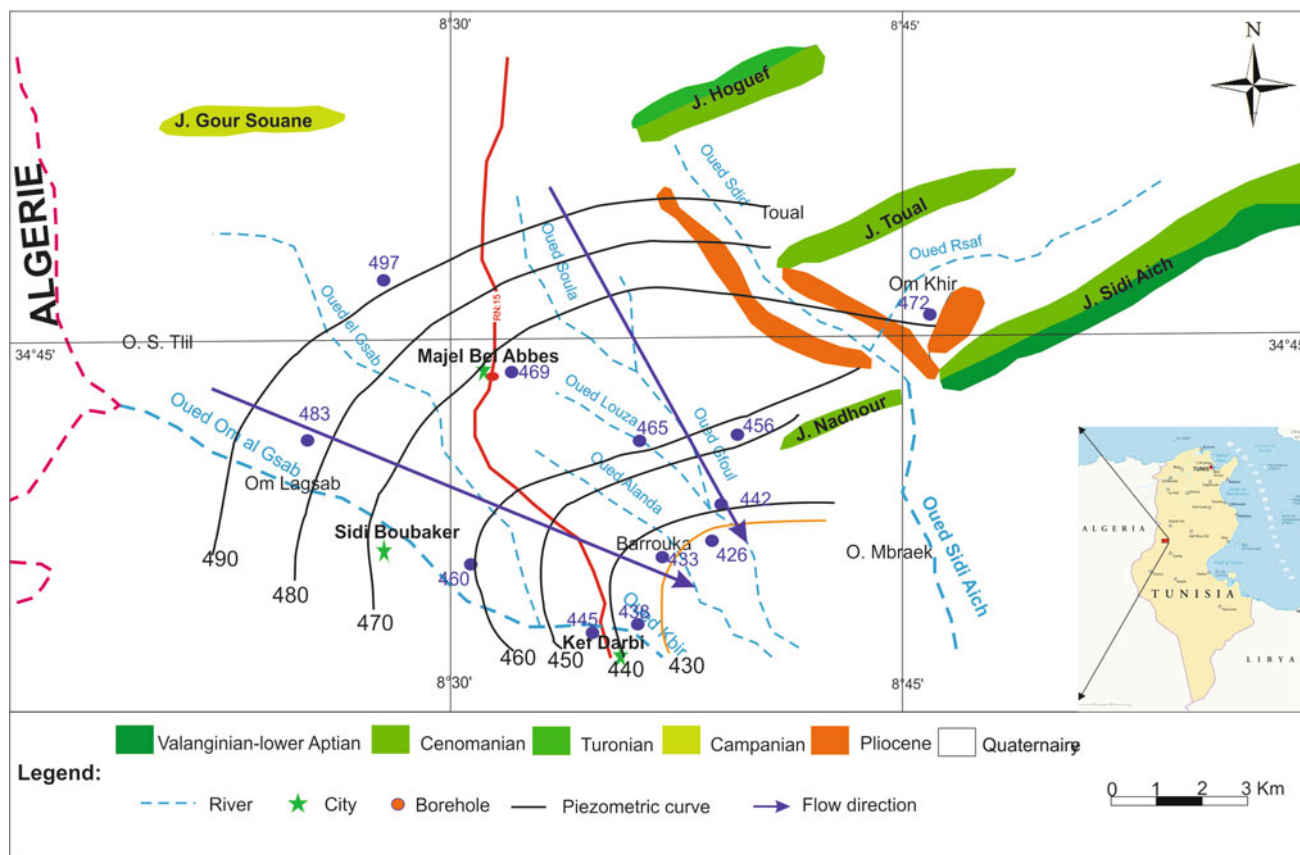 8°30'
8°45'
N
J. Hoguef
J. Gour Souane
ALGERIE
Oued Sdid
Toual
J. Toual
Oued Rsaf
Oued Soula
497
Om Khir
472
J. Sidi Aich
Oued el Gsab
RN:15
34°45'
O. S. Tlil
34°45'
Majel Bel Abbes
469
Oued Om al Gsab
Oued Louza
J. Nadhour
483
465
456
Oued Gfoul
Om Lagsab
Oued Alanda
442
Sidi Boubaker
Barrouka
433
426
O. Mbraek
Oued Sidi Aich
490
460
480
470
445
438
Oued Kbir
Kef Darbi
460
450
440
430
8°30'
8°45'
TUNIS
ALGERIA
TUNISIA
LIBYA
Valanginian-lower Aptian
Cenomanian
Turonian
Campanian
Pliocene
Quaternairye
Legend:
River
City
Borehole
Piezometric curve
Flow direction
0 1 2 3 Km